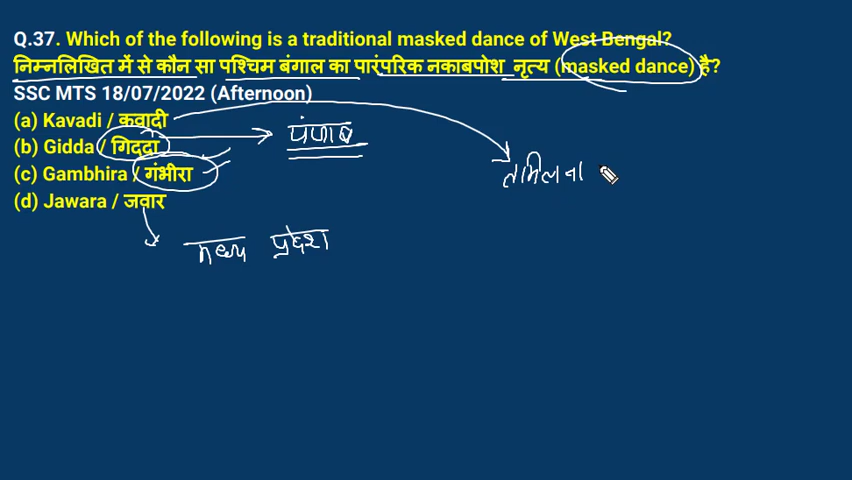 Q.37. Which of the following is a traditional masked dance of West Bengal?
निम्नलिखित में से कौन सा पश्चिम बंगाल का पारंपरिक नकाबपोश नृत्य (masked dance) है?
SSC MTS 18/07/2022 (Afternoon)
(a) Kavadi / कवादी
(b) Gidda / गिददा
(c) Gambhira / गंभीरा
(d) Jawara / जवार
पंजाब
तमिलना
मध्य प्रदेश